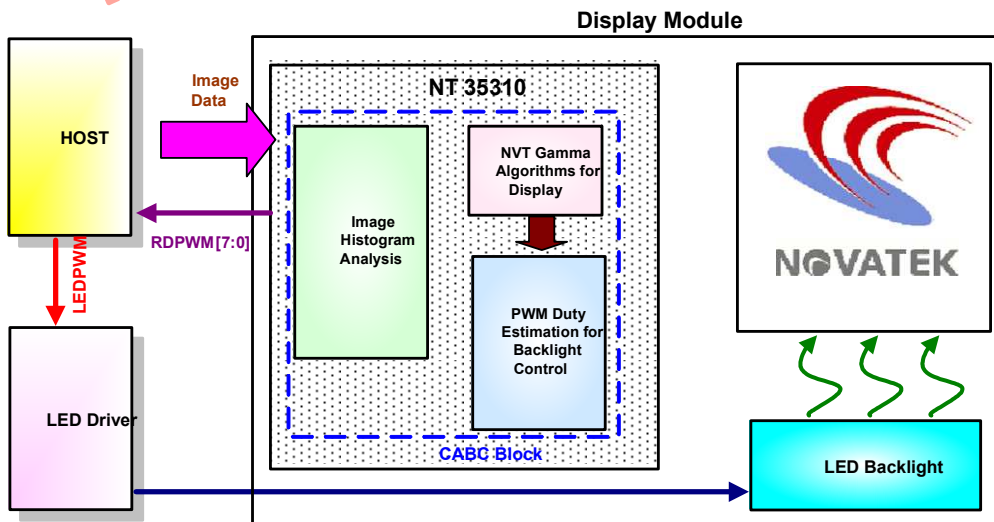 Display Module
HOST
Image
Data
NT 35310
NVT Gamma
Algorithms for
Display
Image
Histogram
Analysis
RDPWM[7:0]
LEDPWM
PWM Duty
Estimation for
Backlight
Control
NOVATEK
LED Driver
CABC Block
LED Backlight